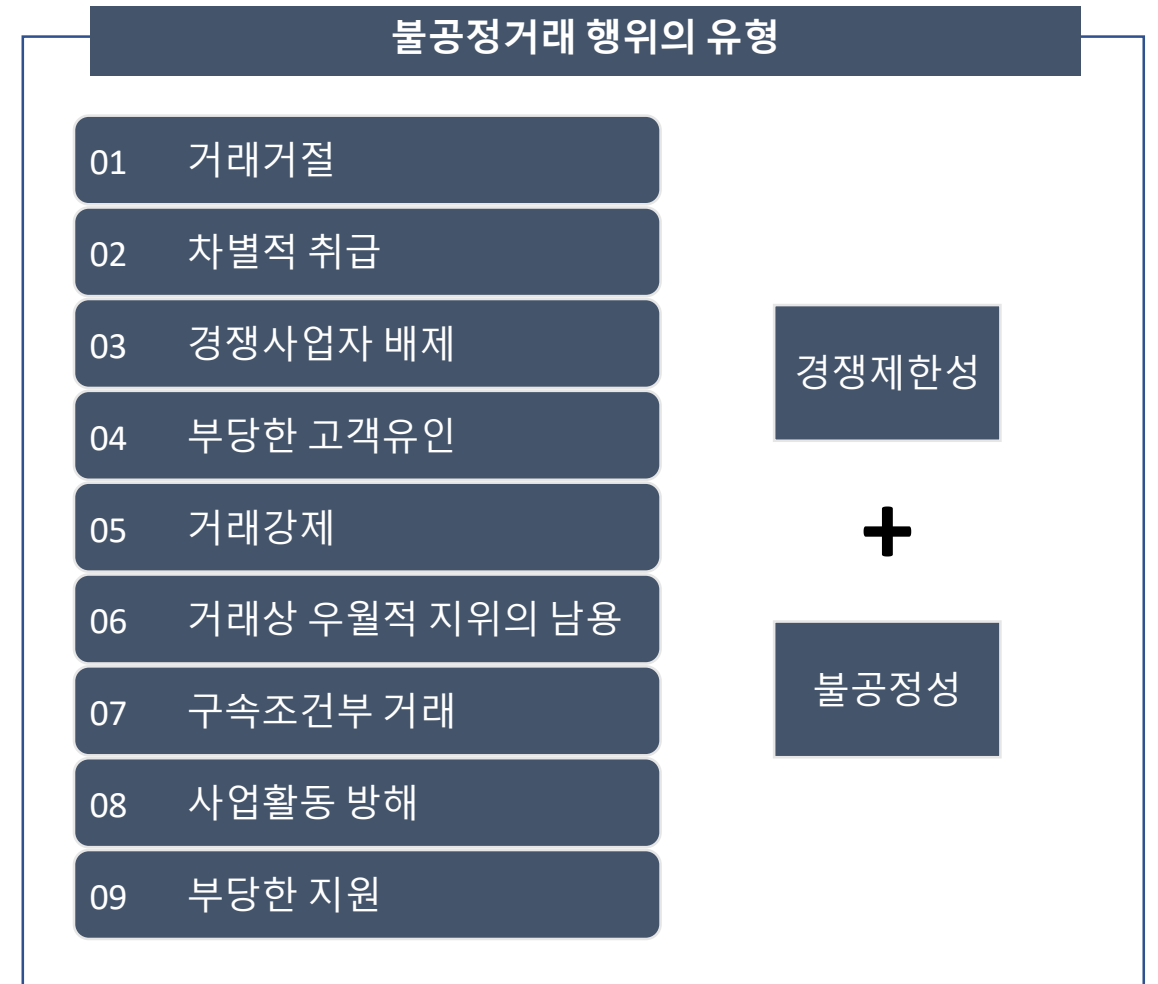 불공정거래 행위의 유형
01 거래거절
02 차별적 취급
03 경쟁사업자 배제
04 부당한 고객유인
05 거래강제
06 거래상 우월적 지위의 남용
07 구속조건부 거래
08 사업활동 방해
09 부당한 지원
경쟁제한성
+
불공정성